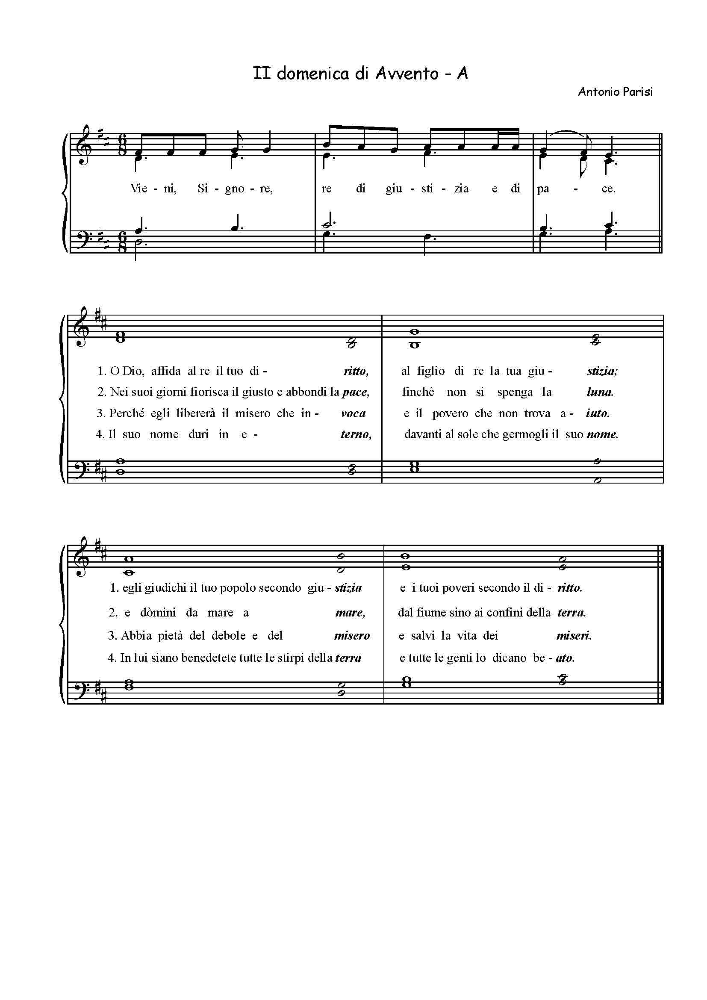 II domenica di Avvento - A
Antonio Parisi
6 8
Vie - ni, Si - gno - re, re di giu - sti - zia e di pa - ce.
6 8
1. O Dio, affida al re il tuo di - ritto, al figlio di re la tua giu - stizia;
2. Nei suoi giorni fiorisca il giusto e abbondi la pace, finchè non si spenga la luna.
3. Perché egli libererà il misero che in - voca e il povero che non trova a - iuto.
4. Il suo nome duri in e - terno, davanti al sole che germogli il suo nome.
1. egli giudichi il tuo popolo secondo giu - stizia e i tuoi poveri secondo il di - ritto.
2. e dòmini da mare a mare, dal fiume sino ai confini della terra.
3. Abbia pietà del debole e del misero e salvi la vita dei miseri.
4. In lui siano benedetete tutte le stirpi della terra e tutte le genti lo dicano be - ato.